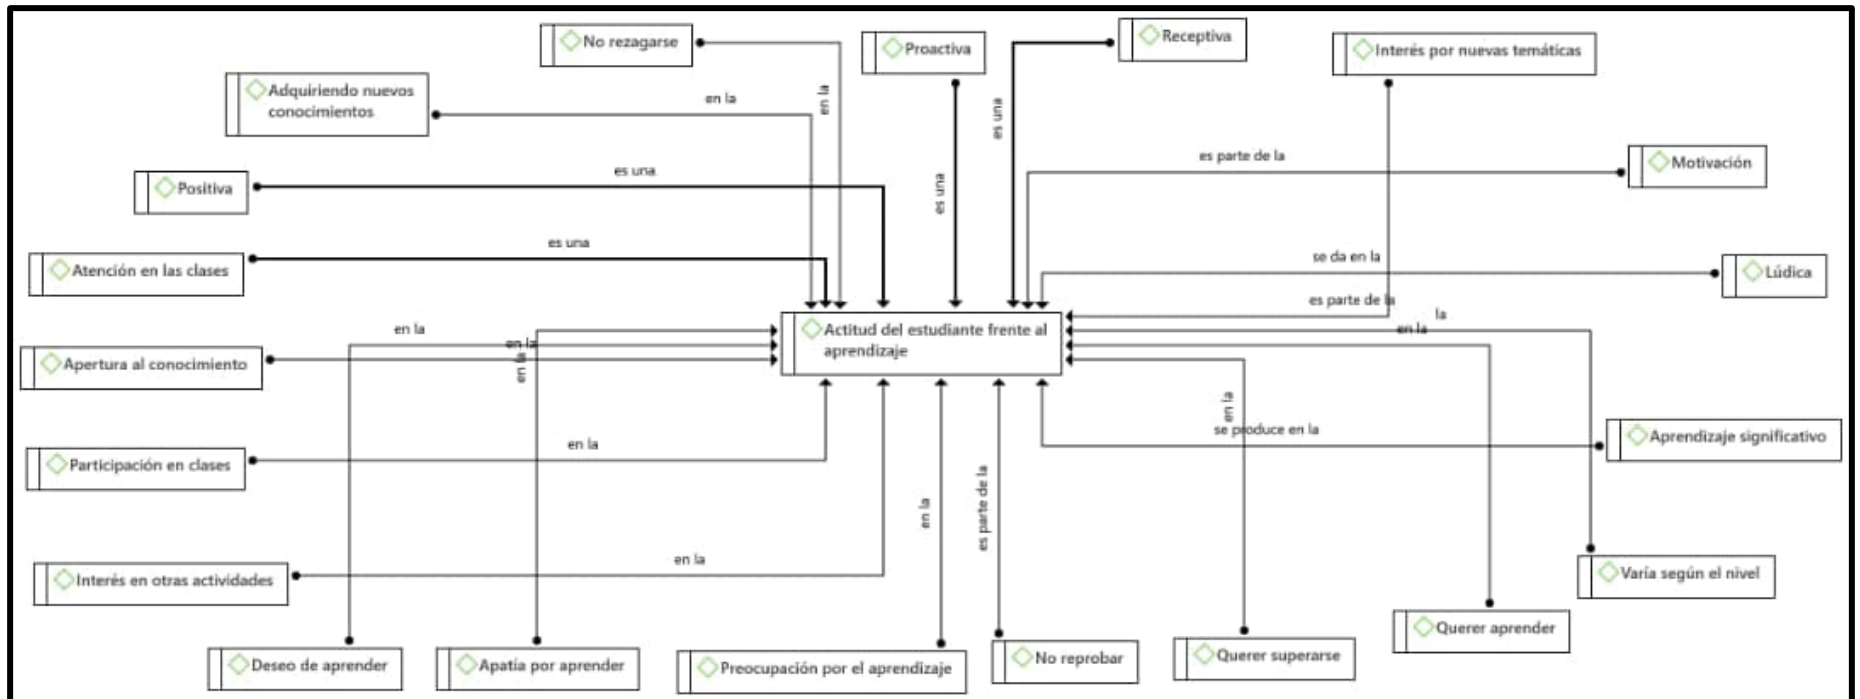 No rezagarse
Proactiva
Receptiva
Interés por nuevas temáticas
Adquiriendo nuevos
conocimientos
en la
en la
es una
es parte de la
Motivación
es una
Positiva
es una
es una
Atención en las clases
se da en la
Lúdica
es parte de la
la
en la
en la
Actitud del estudiante frente al
aprendizaje
en la
en la
Apertura al conocimiento
en la
se produce en la
Aprendizaje significativo
en la
Participación en clases
en la
es parte de la
en la
Interés en otras actividades
Varía según el nivel
Querer aprender
Deseo de aprender
Apatía por aprender
Preocupación por el aprendizaje
No reprobar
Querer superarse